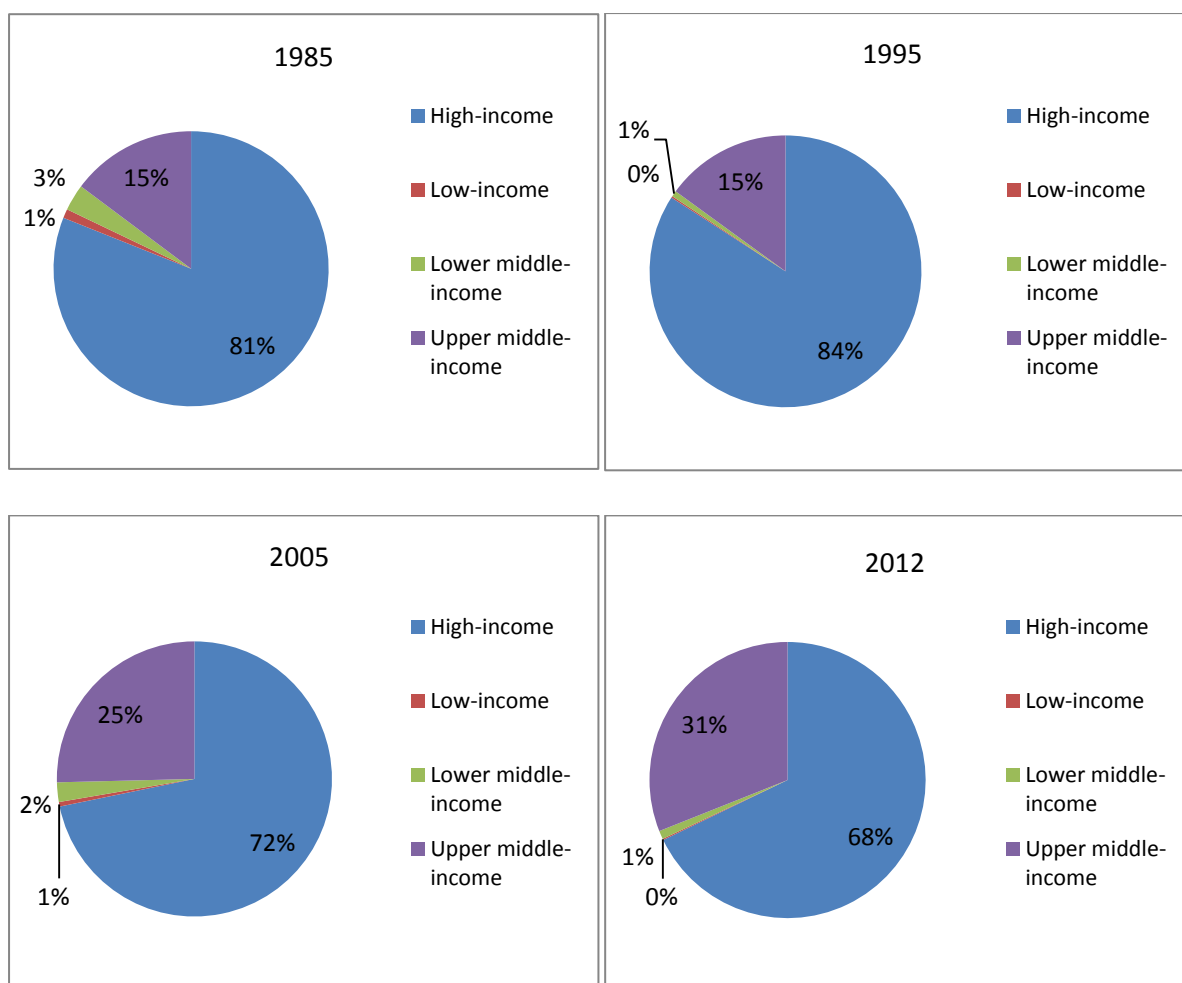 1985
High-income
Low-income
Lower middle-
income
Upper middle-
income
15%
3%
1%
81%
1995
High-income
Low-income
Lower middle-
income
Upper middle-
income
1%
0%
15%
84%
2005
High-income
Low-income
Lower middle-
income
Upper middle-
income
25%
2%
1%
72%
2012
High-income
Low-income
Lower middle-
income
Upper middle-
income
31%
1%
0%
68%